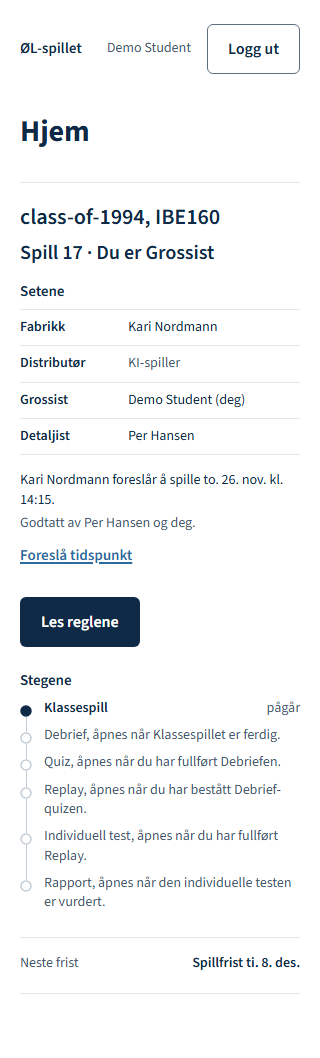 ØL-spillet Demo Student Logg ut
Hjem
class-of-1994, IBE160
Spill 17 · Du er Grossist
Setene
Fabrikk Kari Nordmann
Distributør KI-spiller
Grossist Demo Student (deg)
Detaljist Per Hansen
Kari Nordmann foreslår å spille to. 26. nov. kl.
14:15.
Godtatt av Per Hansen og deg.
Foreslå tidspunkt
Les reglene
Stegene
Klassespill pågår
Debrief, åpnes når Klassespillet er ferdig.
Quiz, åpnes når du har fullført Debriefen.
Replay, åpnes når du har bestått Debrief-
quizen.
Individuell test, åpnes når du har fullført
Replay.
Rapport, åpnes når den individuelle testen
er vurdert.
Neste frist Spillfrist ti. 8. des.